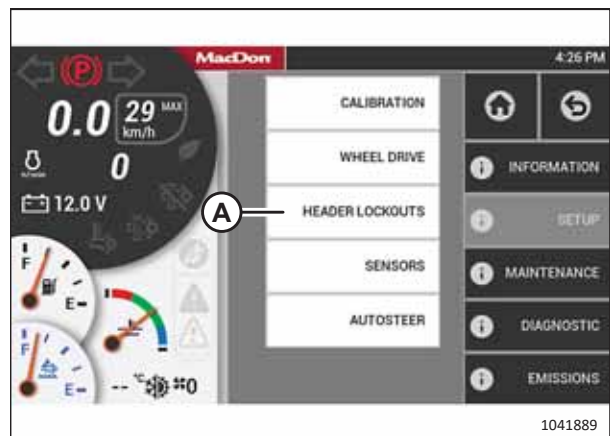 MacDon 4:26 PM
P
0.0 29 MAX
km/h
0
12.0 V
F
E
F
E
-- °C 0
CALIBRATION
WHEEL DRIVE
HEADER LOCKOUTS
SENSORS
AUTOSTEER
A
INFORMATION
SETUP
MAINTENANCE
DIAGNOSTIC
EMISSIONS
1041889